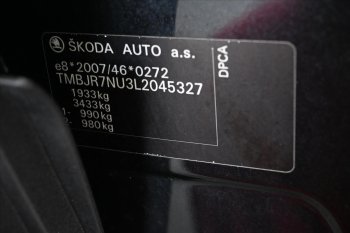 ŠKODA AUTO a.s.
e8*2007/46*0272
TMBJR7NU3L2045327
1933kg
3433kg
1. 990kg
2. 980kg
DPCA